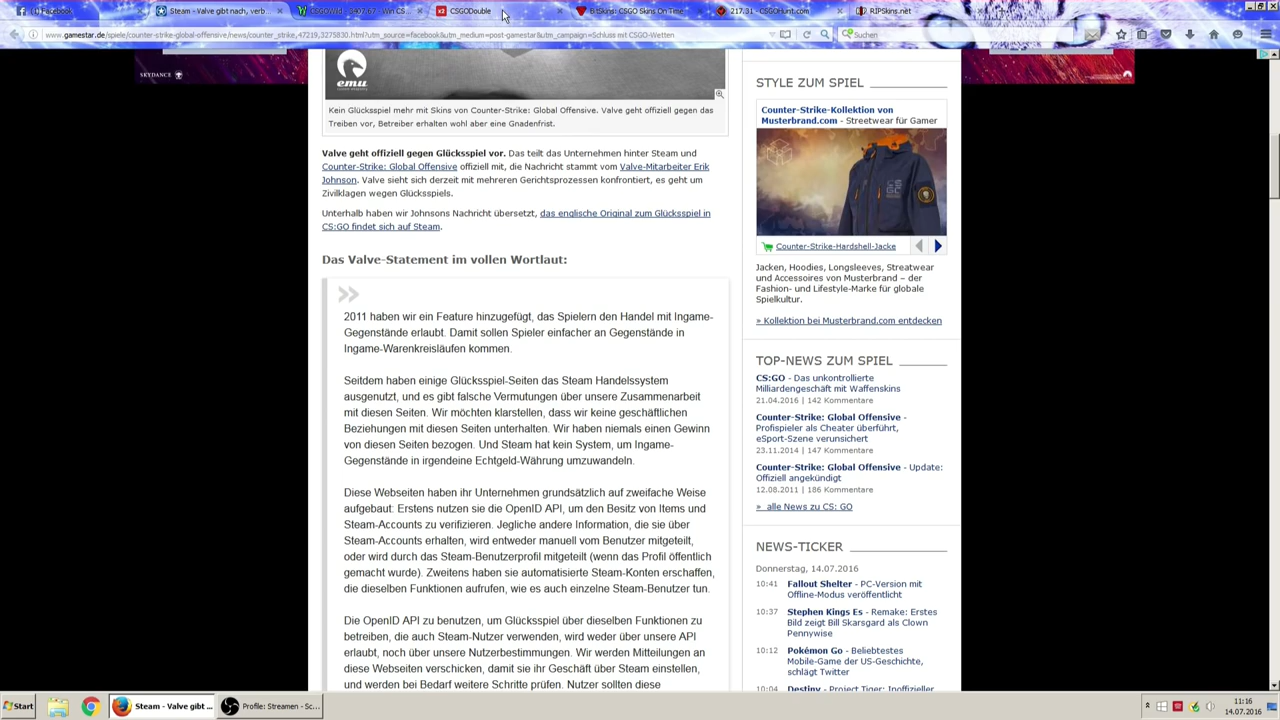 Facebook
Steam - Valve gibt nach, verb...
CSGODouble
BitSkins: CSGO Skins On Time
217.31 - CSGOHunt.com
RIPSkins.net
www.gamestar.de/spiele/counter-strike-global-offensive/news/counter_strike,47219,3275830.html?utm_source=facebook&utm_medium=post-gamestar&utm_campaign=Schluss mit CSGO-Wetten
Suchen
SKYDANCE
emu
Kein Glücksspiel mehr mit Skins von Counter-Strike: Global Offensive. Valve geht offiziell gegen das
Treiben vor, Betreiber erhalten wohl aber eine Gnadenfrist.
Valve geht offiziell gegen Glücksspiel vor. Das teilt das Unternehmen hinter Steam und
Counter-Strike: Global Offensive offiziell mit, die Nachricht stammt vom Valve-Mitarbeiter Erik
Johnson. Valve sieht sich derzeit mit mehreren Gerichtsprozessen konfrontiert, es geht um
Zivilklagen wegen Glücksspiels.
Unterhalb haben wir Johnsons Nachricht übersetzt, das englische Original zum Glücksspiel in
CS:GO findet sich auf Steam.
Das Valve-Statement im vollen Wortlaut:
2011 haben wir ein Feature hinzugefügt, das Spielern den Handel mit Ingame-
Gegenstände erlaubt. Damit sollen Spieler einfacher an Gegenstände in
Ingame-Warenkreisläufen kommen.
Seitdem haben einige Glücksspiel-Seiten das Steam Handelssystem
ausgenutzt, und es gibt falsche Vermutungen über unsere Zusammenarbeit
mit diesen Seiten. Wir möchten klarstellen, dass wir keine geschäftlichen
Beziehungen mit diesen Seiten unterhalten. Wir haben niemals einen Gewinn
von diesen Seiten bezogen. Und Steam hat kein System, um Ingame-
Gegenstände in irgendeine Echtgeld-Währung umzuwandeln.
Diese Webseiten haben ihr Unternehmen grundsätzlich auf zweifache Weise
aufgebaut: Erstens nutzen sie die OpenID API, um den Besitz von Items und
Steam-Accounts zu verifizieren. Jegliche andere Information, die sie über
Steam-Accounts erhalten, wird entweder manuell vom Benutzer mitgeteilt,
oder wird durch das Steam-Benutzerprofil mitgeteilt (wenn das Profil öffentlich
gemacht wurde). Zweitens haben sie automatisierte Steam-Konten erschaffen,
die dieselben Funktionen aufrufen, wie es auch einzelne Steam-Benutzer tun.
Die OpenID API zu benutzen, um Glücksspiel über dieselben Funktionen zu
betreiben, die auch Steam-Nutzer verwenden, wird weder über unsere API
erlaubt, noch über unsere Nutzerbestimmungen. Wir werden Mitteilungen an
diese Webseiten verschicken, damit sie ihr Geschäft über Steam einstellen,
und werden bei Bedarf weitere Schritte prüfen. Nutzer sollten diese
STYLE ZUM SPIEL
Counter-Strike-Kollektion von
Musterbrand.com - Streetwear für Gamer
Counter-Strike-Hardshell-Jacke
Jacken, Hoodies, Longsleeves, Streatwear
und Accessoires von Musterbrand – der
Fashion- und Lifestyle-Marke für globale
Spielkultur.
» Kollektion bei Musterbrand.com entdecken
TOP-NEWS ZUM SPIEL
CS:GO - Das unkontrollierte
Milliardengeschäft mit Waffenskins
21.04.2016 | 142 Kommentare
Counter-Strike: Global Offensive -
Profispieler als Cheater überführt,
eSport-Szene verunsichert
23.11.2014 | 147 Kommentare
Counter-Strike: Global Offensive - Update:
Offiziell angekündigt
12.08.2011 | 186 Kommentare
» alle News zu CS: GO
NEWS-TICKER
Donnerstag, 14.07.2016
10:41 Fallout Shelter - PC-Version mit
Offline-Modus veröffentlicht
10:37 Stephen Kings Es - Remake: Erstes
Bild zeigt Bill Skarsgard als Clown
Pennywise
10:12 Pokémon Go - Beliebtestes
Mobile-Game der US-Geschichte,
schlägt Twitter
10:04 Destiny - Project Tiger: Inoffizieller
Start
Steam - Valve gibt ...
Profile: Streamen - Sc...
11:16
14.07.2016